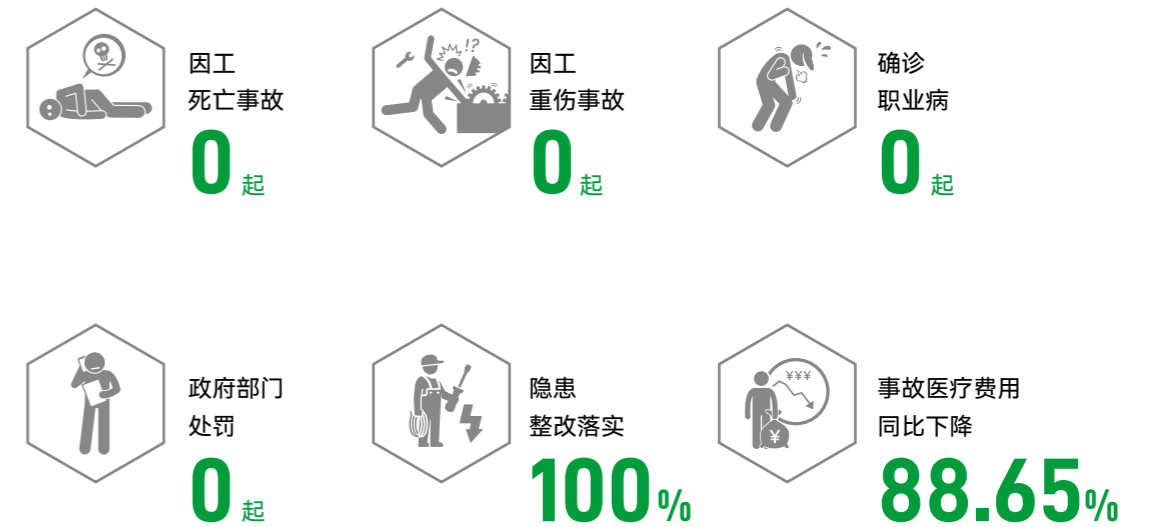 !?
因工
死亡事故
0 起
因工
重伤事故
0 起
确诊
职业病
0 起
政府部门
处罚
0 起
隐患
整改落实
100%
¥¥¥
¥
事故医疗费用
同比下降
88.65%